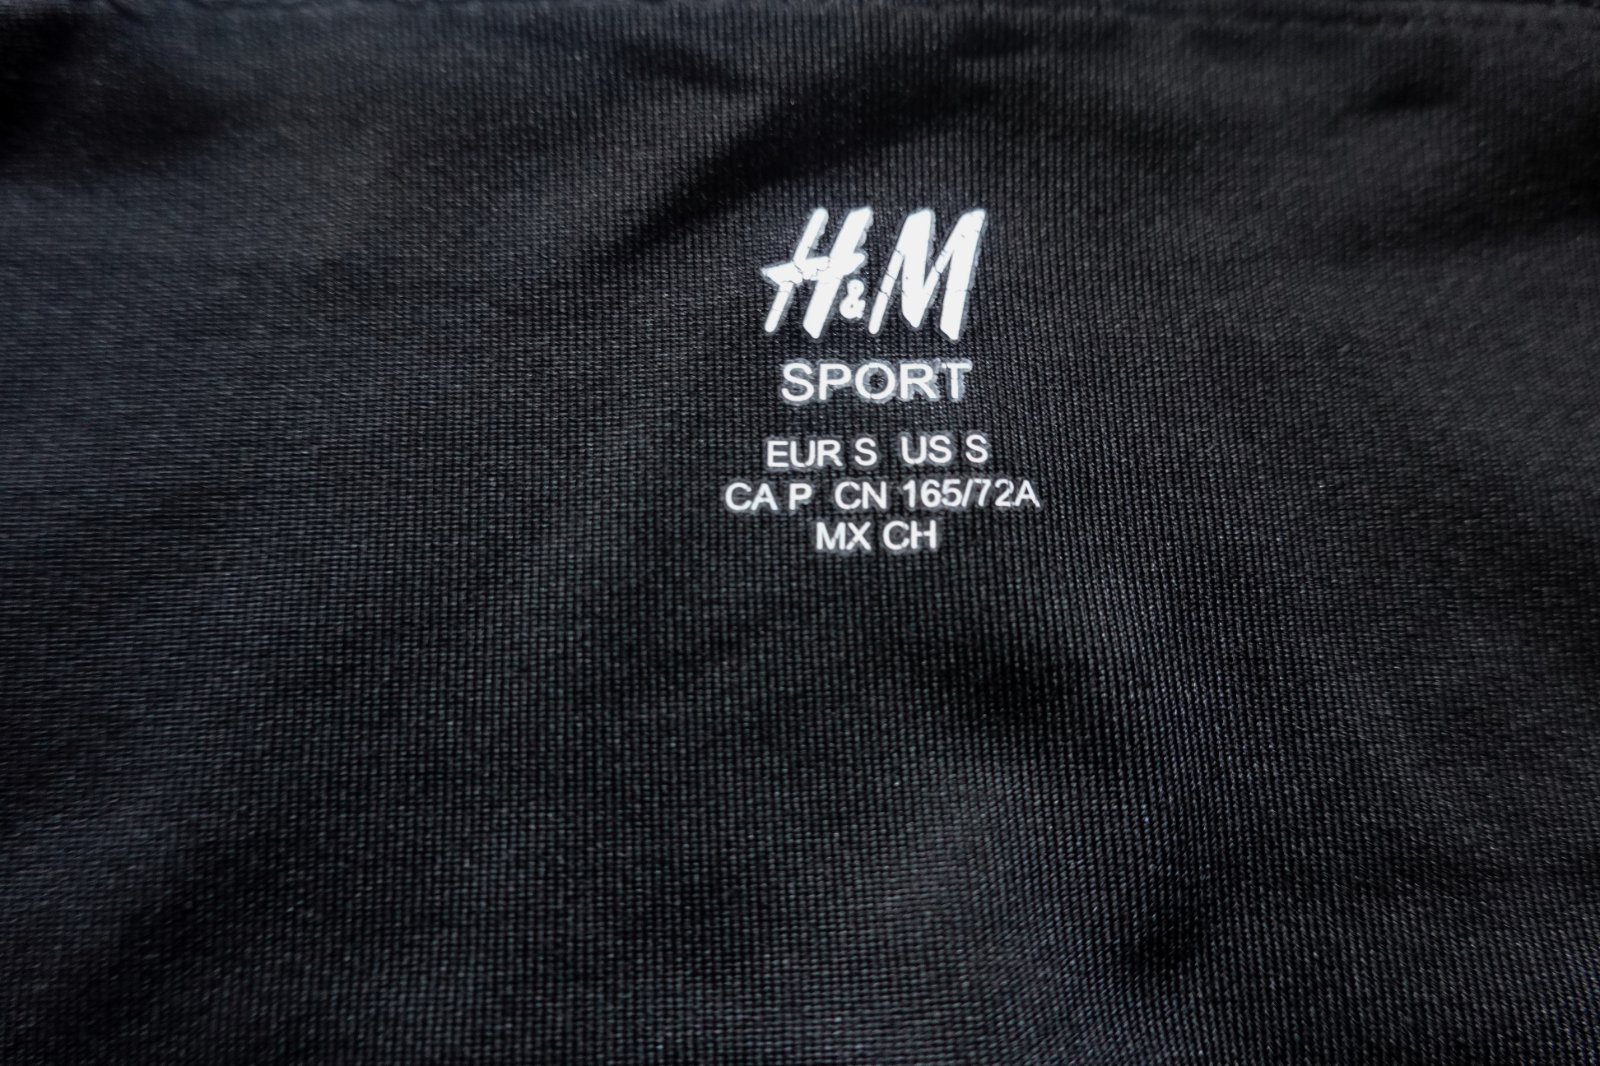 H&M
SPORT
EUR S US S
CA P CN 165/72A
MX CH